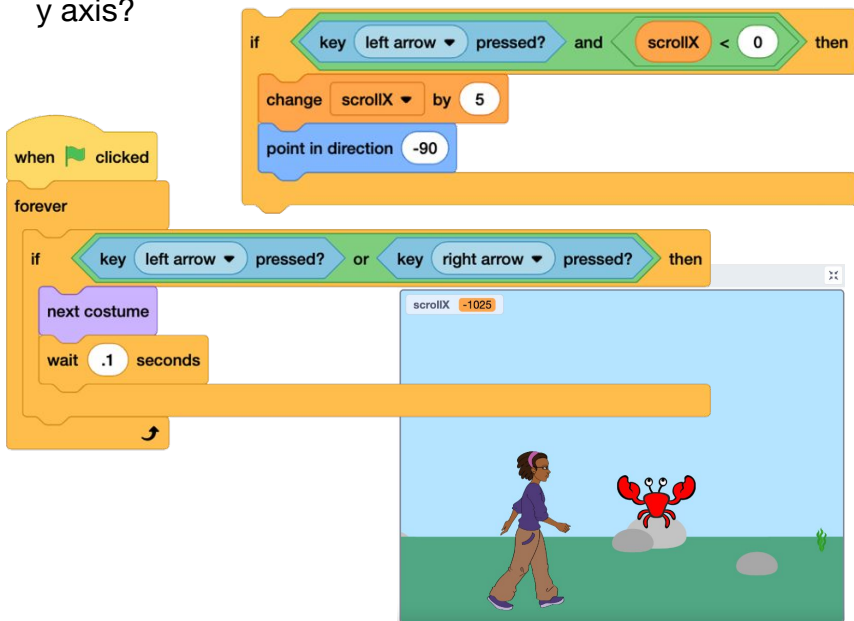 y axis?
if key left arrow pressed? and scrollX < 0 then
change scrollX by 5
point in direction -90
when clicked
forever
if key left arrow pressed? or key right arrow pressed? then
next costume
wait .1 seconds
scrollX -1025